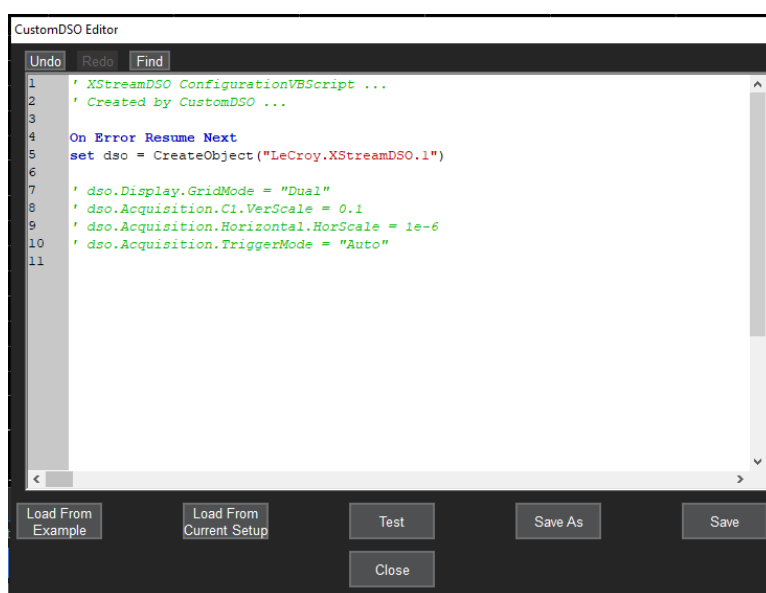 CustomDSO Editor
Undo Redo Find
1 ' XStreamDSO ConfigurationVBScript ...
2 ' Created by CustomDSO ...
3
4 On Error Resume Next
5 set dso = CreateObject("LeCroy.XStreamDSO.1")
6
7 ' dso.Display.GridMode = "Dual"
8 ' dso.Acquisition.C1.VerScale = 0.1
9 ' dso.Acquisition.Horizontal.HorScale = 1e-6
10 ' dso.Acquisition.TriggerMode = "Auto"
11
Load From
Example
Load From
Current Setup
Test
Save As
Save
Close